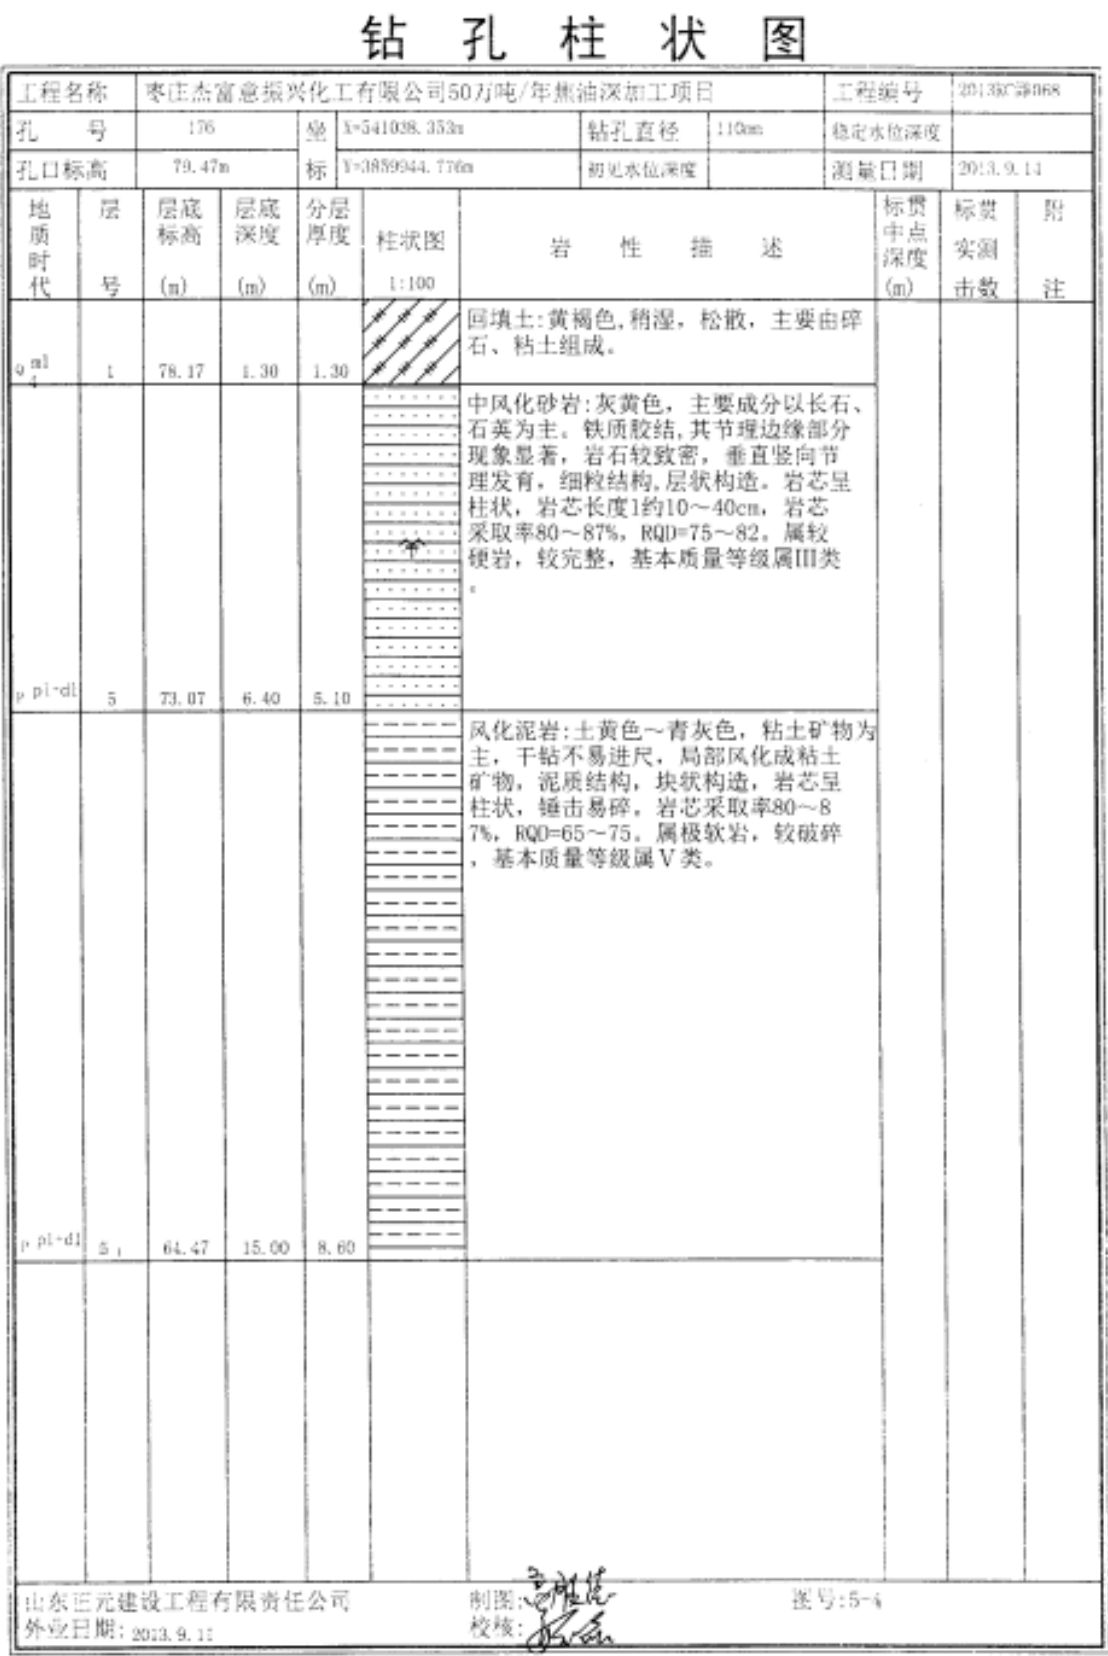 钻孔柱状图
工程名称 枣庄杰富意振兴化工有限公司50万吨/年焦油深加工项目 工程编号
孔号 176 坐标 X=541098.353m 钻孔直径 110mm 稳定水位深度
孔口标高 79.47m Y=3859944.776m 初见水位深度 测量日期 2013.9.14
地质时代 层号 层底标高(m) 层底深度(m) 分层厚度(m) 柱状图1:100 岩性描述 标贯中点深度(m) 标贯实测击数 附注
回填土:黄褐色,稍湿，松散，主要由碎
石、粘土组成。
Q ml 4 1 78.17 1.30 1.30
中风化砂岩:灰黄色，主要成分以长石、
石英为主。铁质胶结,其节理边缘部分
现象显著，岩石较致密，垂直竖向节
理发育，细粒结构,层状构造。岩芯呈
柱状，岩芯长度1约10～40cm，岩芯
采取率80～87%，RQD=75～82。属较
硬岩，较完整，基本质量等级属III类
。
P pl+dl 5 73.07 6.40 5.10
风化泥岩:土黄色～青灰色，粘土矿物为
主，干钻不易进尺，局部风化成粘土
矿物，泥质结构，块状构造，岩芯呈
柱状，锤击易碎。岩芯采取率80～8
7%，RQD=65～75。属极软岩，较破碎
，基本质量等级属V类。
P pl+dl 5 1 64.47 15.00 8.60
山东正元建设工程有限责任公司 制图: 图号:5-4
外业日期: 2013.9.11 校核: